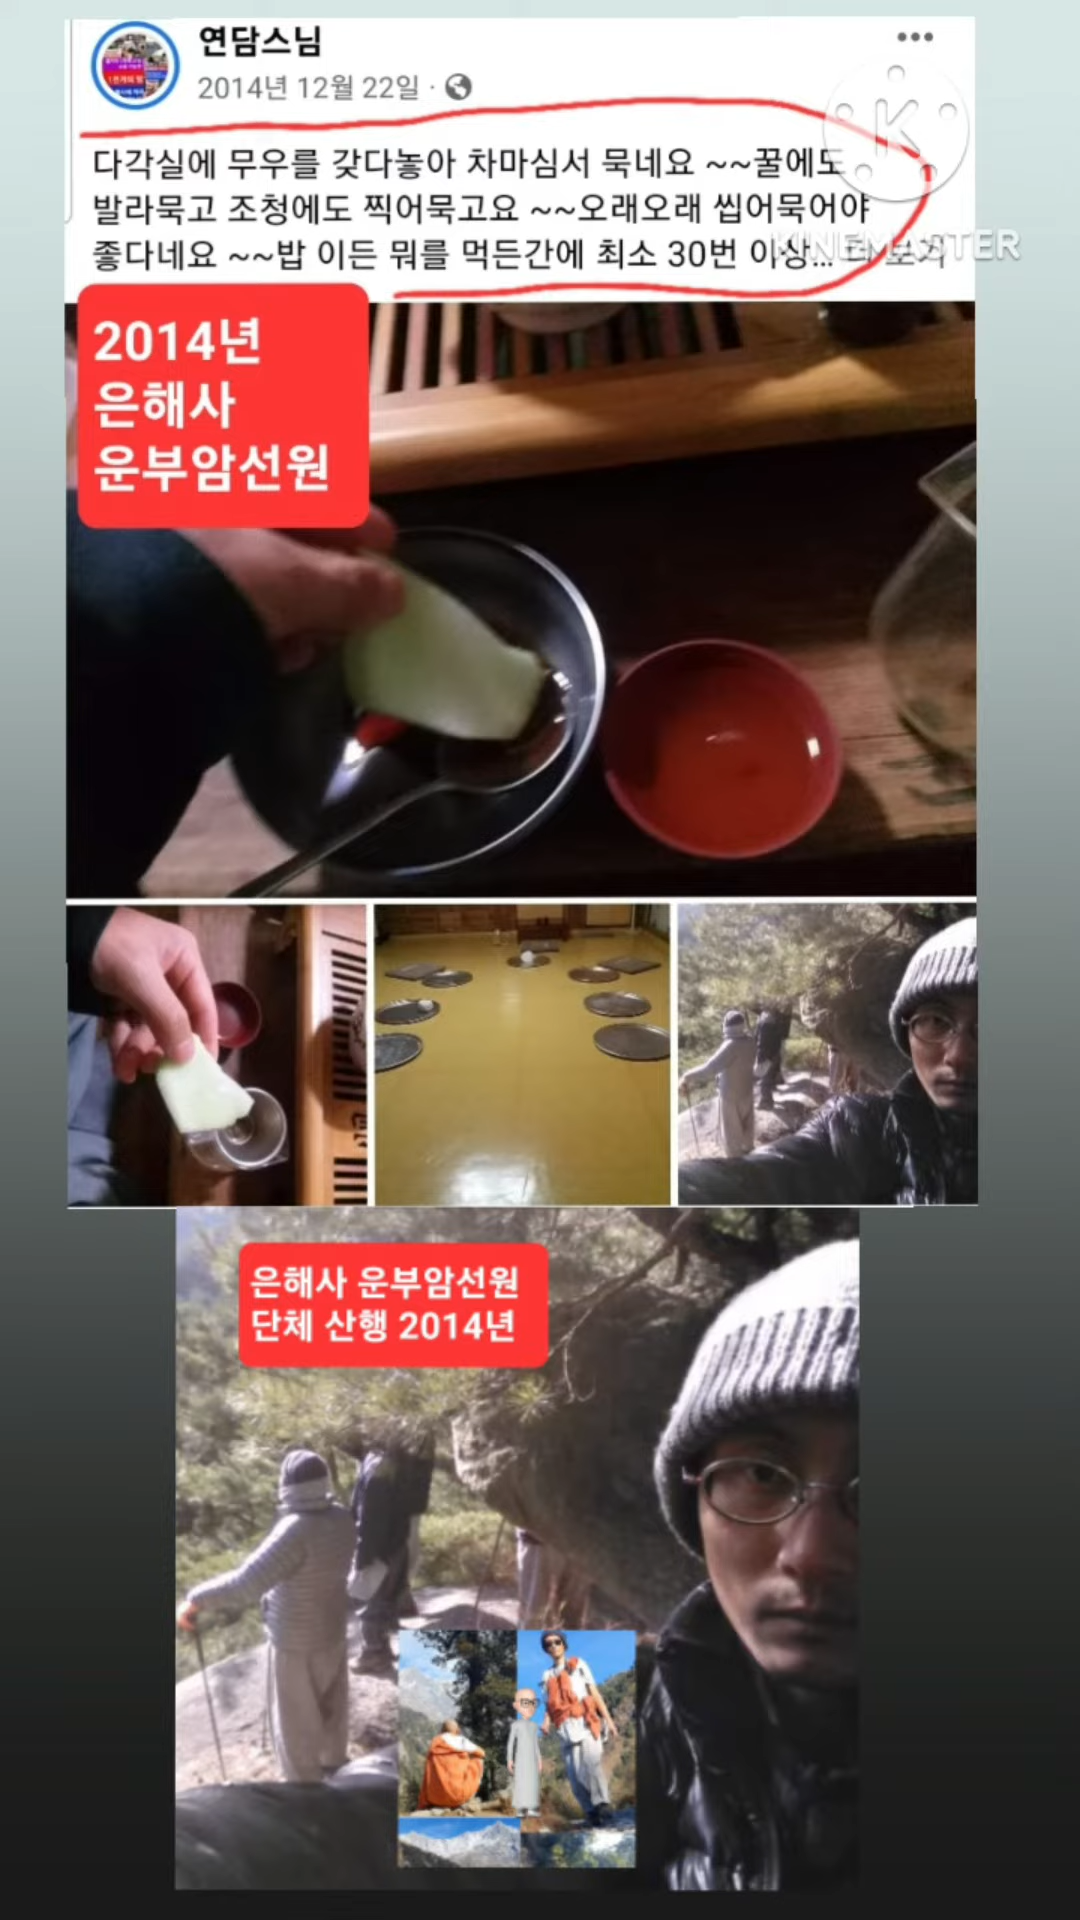 연담스님
2014년 12월 22일 ·
다각실에 무우를 갖다놓아 차마심서 묵네요 ~~꿀에도
발라묵고 조청에도 찍어묵고요 ~~오래오래 씹어묵어야
좋다네요 ~~밥 이든 뭐를 먹든간에 최소 30번 이상... 더 보기
K
KINEMASTER
2014년
은해사
운부암선원
은해사 운부암선원
단체 산행 2014년